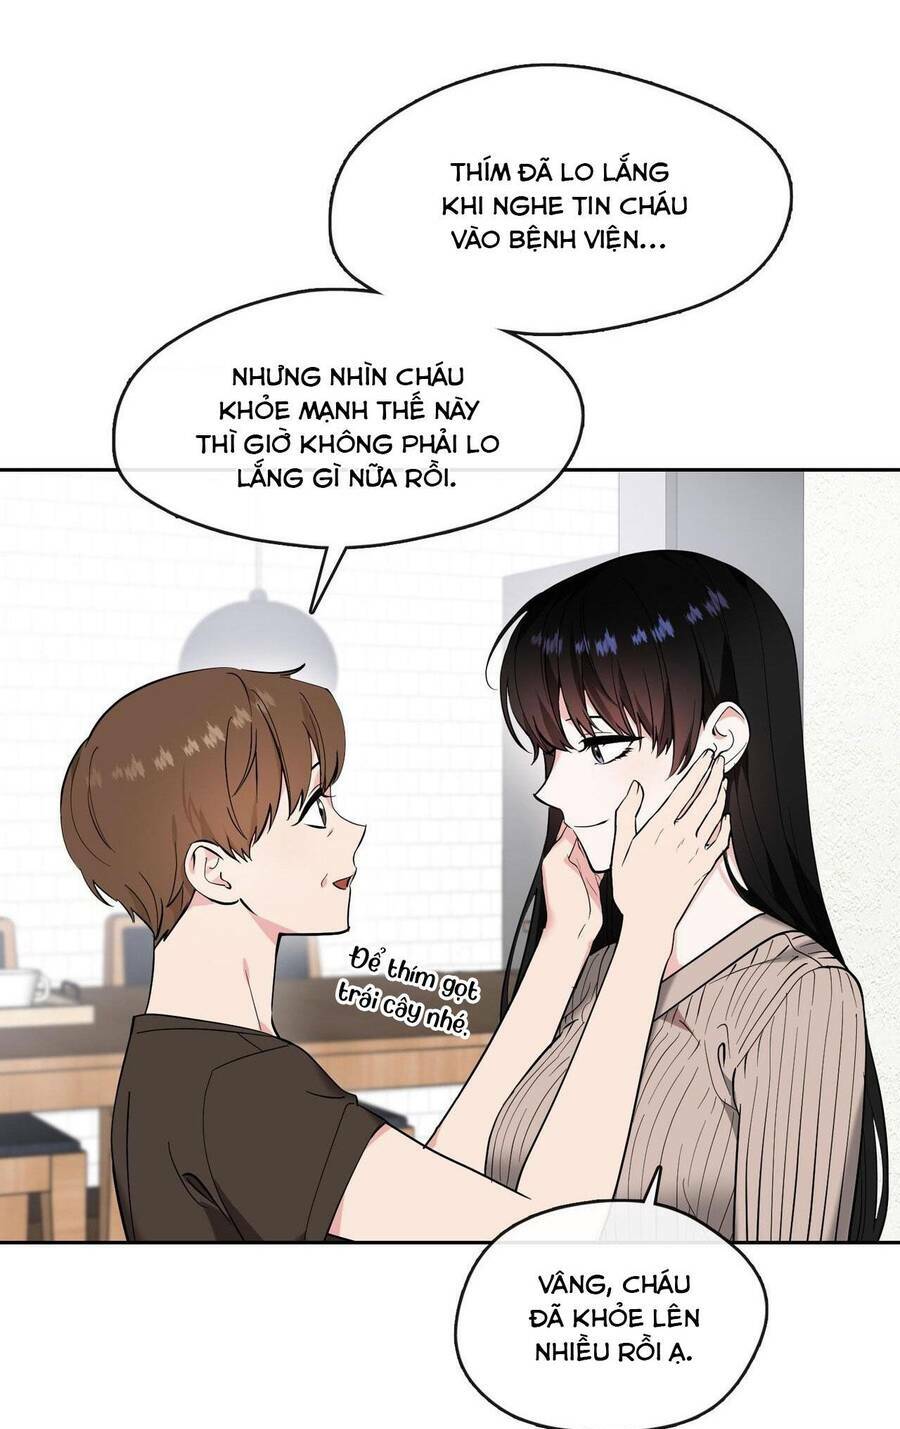 THÍM ĐÃ LO LẮNG
KHI NGHE TIN CHÁU
VÀO BỆNH VIỆN...
NHƯNG NHÌN CHÁU
KHỎE MẠNH THẾ NÀY
THÌ GIỜ KHÔNG PHẢI LO
LẮNG GÌ NỮA RỒI.
Để thím gọt
trái cây nhé.
VÂNG, CHÁU
ĐÃ KHỎE LÊN
NHIỀU RỒI Ạ.